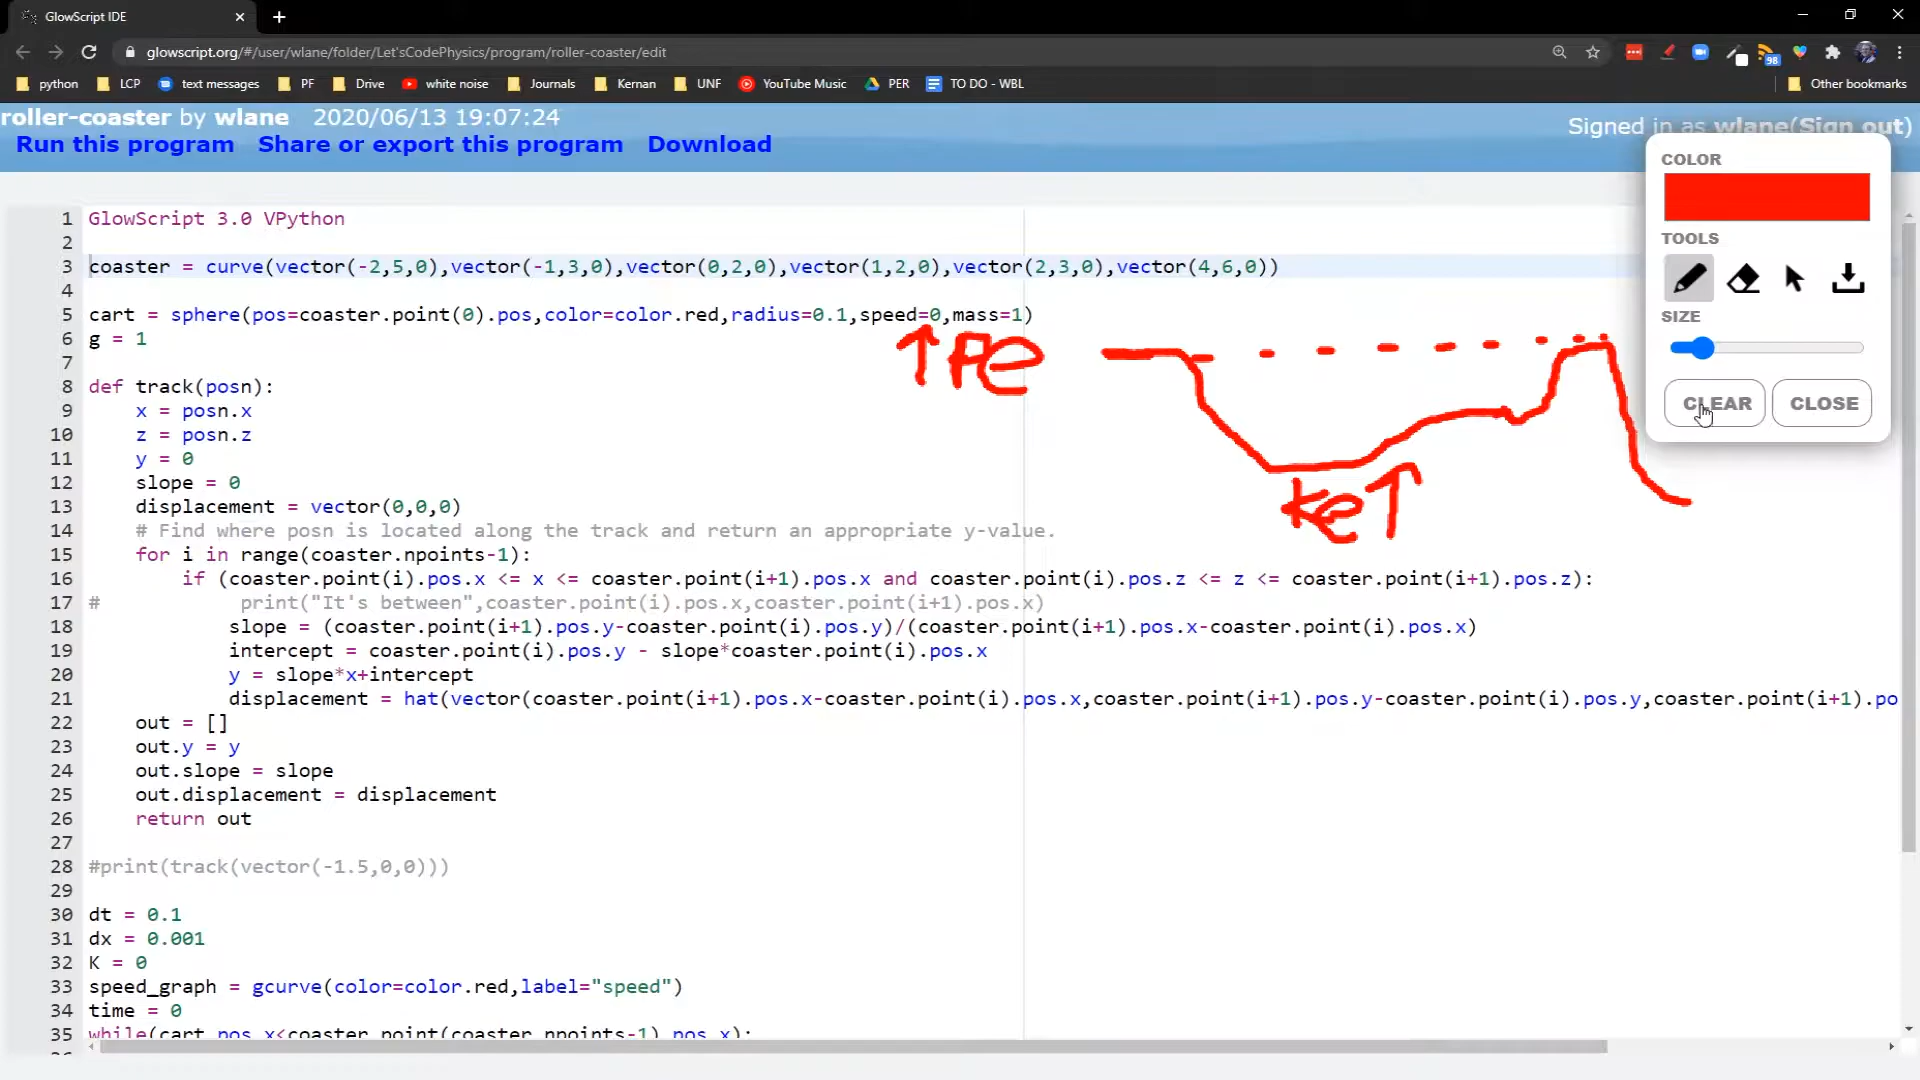 GlowScript IDE
glowscript.org/#/user/wlane/folder/Let'sCodePhysics/program/roller-coaster/edit
98
python LCP text messages PF Drive white noise Journals Kernan UNF YouTube Music PER TO DO - WBL Other bookmarks
roller-coaster by wlane 2020/06/13 19:07:24
Signed in as wlane(Sign out)
Run this program Share or export this program Download
COLOR
TOOLS
SIZE
CLEAR CLOSE
1 GlowScript 3.0 VPython
2
3 coaster = curve(vector(-2,5,0),vector(-1,3,0),vector(0,2,0),vector(1,2,0),vector(2,3,0),vector(4,6,0))
4
5 cart = sphere(pos=coaster.point(0).pos,color=color.red,radius=0.1,speed=0,mass=1)
6 g = 1
↑PE
7
8 def track(posn):
9 x = posn.x
10 z = posn.z
11 y = 0
12 slope = 0
13 displacement = vector(0,0,0)
KE↑
14 # Find where posn is located along the track and return an appropriate y-value.
15 for i in range(coaster.npoints-1):
16 if (coaster.point(i).pos.x <= x <= coaster.point(i+1).pos.x and coaster.point(i).pos.z <= z <= coaster.point(i+1).pos.z):
17 # print("It's between",coaster.point(i).pos.x,coaster.point(i+1).pos.x)
18 slope = (coaster.point(i+1).pos.y-coaster.point(i).pos.y)/(coaster.point(i+1).pos.x-coaster.point(i).pos.x)
19 intercept = coaster.point(i).pos.y - slope*coaster.point(i).pos.x
20 y = slope*x+intercept
21 displacement = hat(vector(coaster.point(i+1).pos.x-coaster.point(i).pos.x,coaster.point(i+1).pos.y-coaster.point(i).pos.y,coaster.point(i+1).po
22 out = []
23 out.y = y
24 out.slope = slope
25 out.displacement = displacement
26 return out
27
28 #print(track(vector(-1.5,0,0)))
29
30 dt = 0.1
31 dx = 0.001
32 K = 0
33 speed_graph = gcurve(color=color.red,label="speed")
34 time = 0
35 while(cart.pos.x<coaster.point(coaster.npoints-1).pos.x):